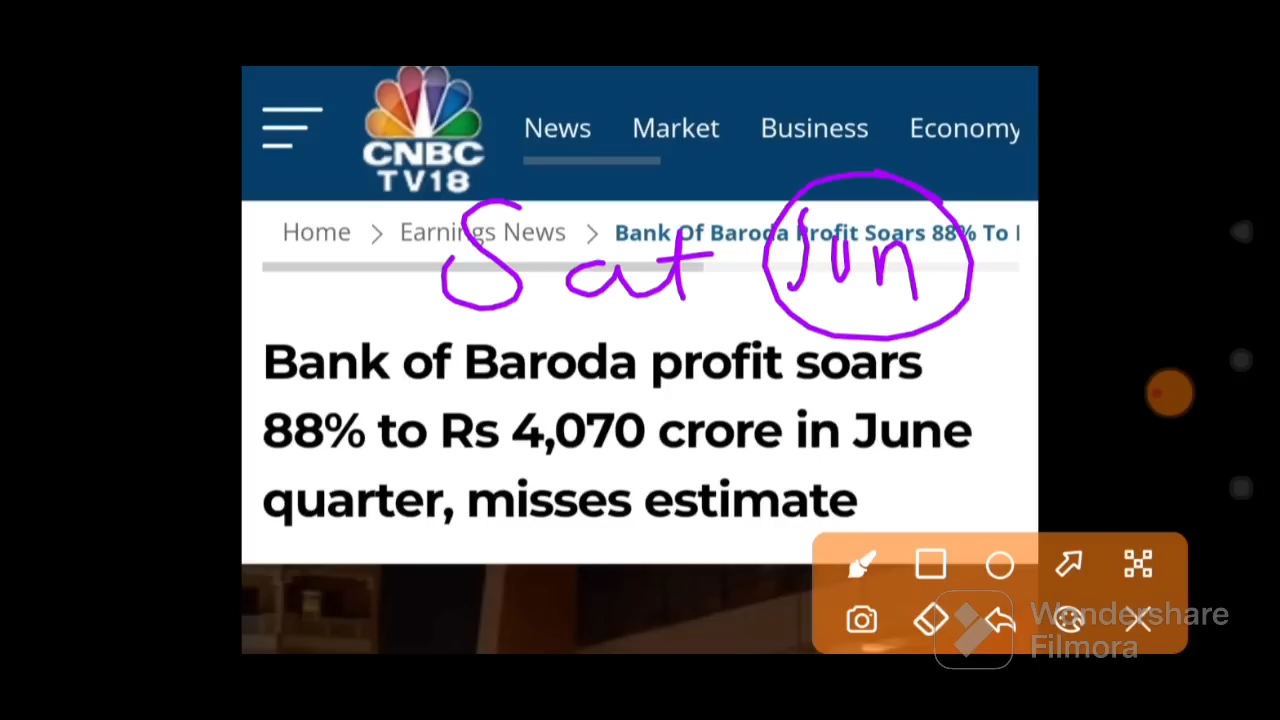 CNBC
TV18
News Market Business Economy
Home > Earnings News > Bank Of Baroda Profit Soars 88% To
Sat Sun
Bank of Baroda profit soars
88% to Rs 4,070 crore in June
quarter, misses estimate
Wondershare
Filmora